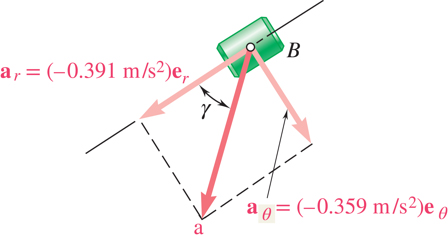 B
a_r = (–0.391 m/s²)e_r
γ
a_θ = (–0.359 m/s²)e_θ
a